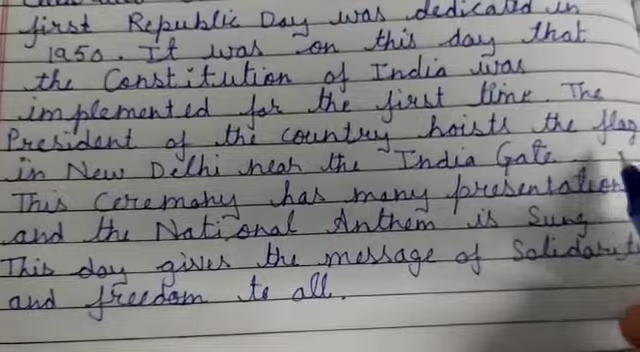 first Republic Day was dedicated in
1950. It was on this day that
the Constitution of India was
implemented for the first time. The
President of the country hoists the flag
in New Delhi near the India Gate
This Ceremany has many presentation
and the National Anthem is Sung
This day gives the message of Solidarit
and freedom to all.